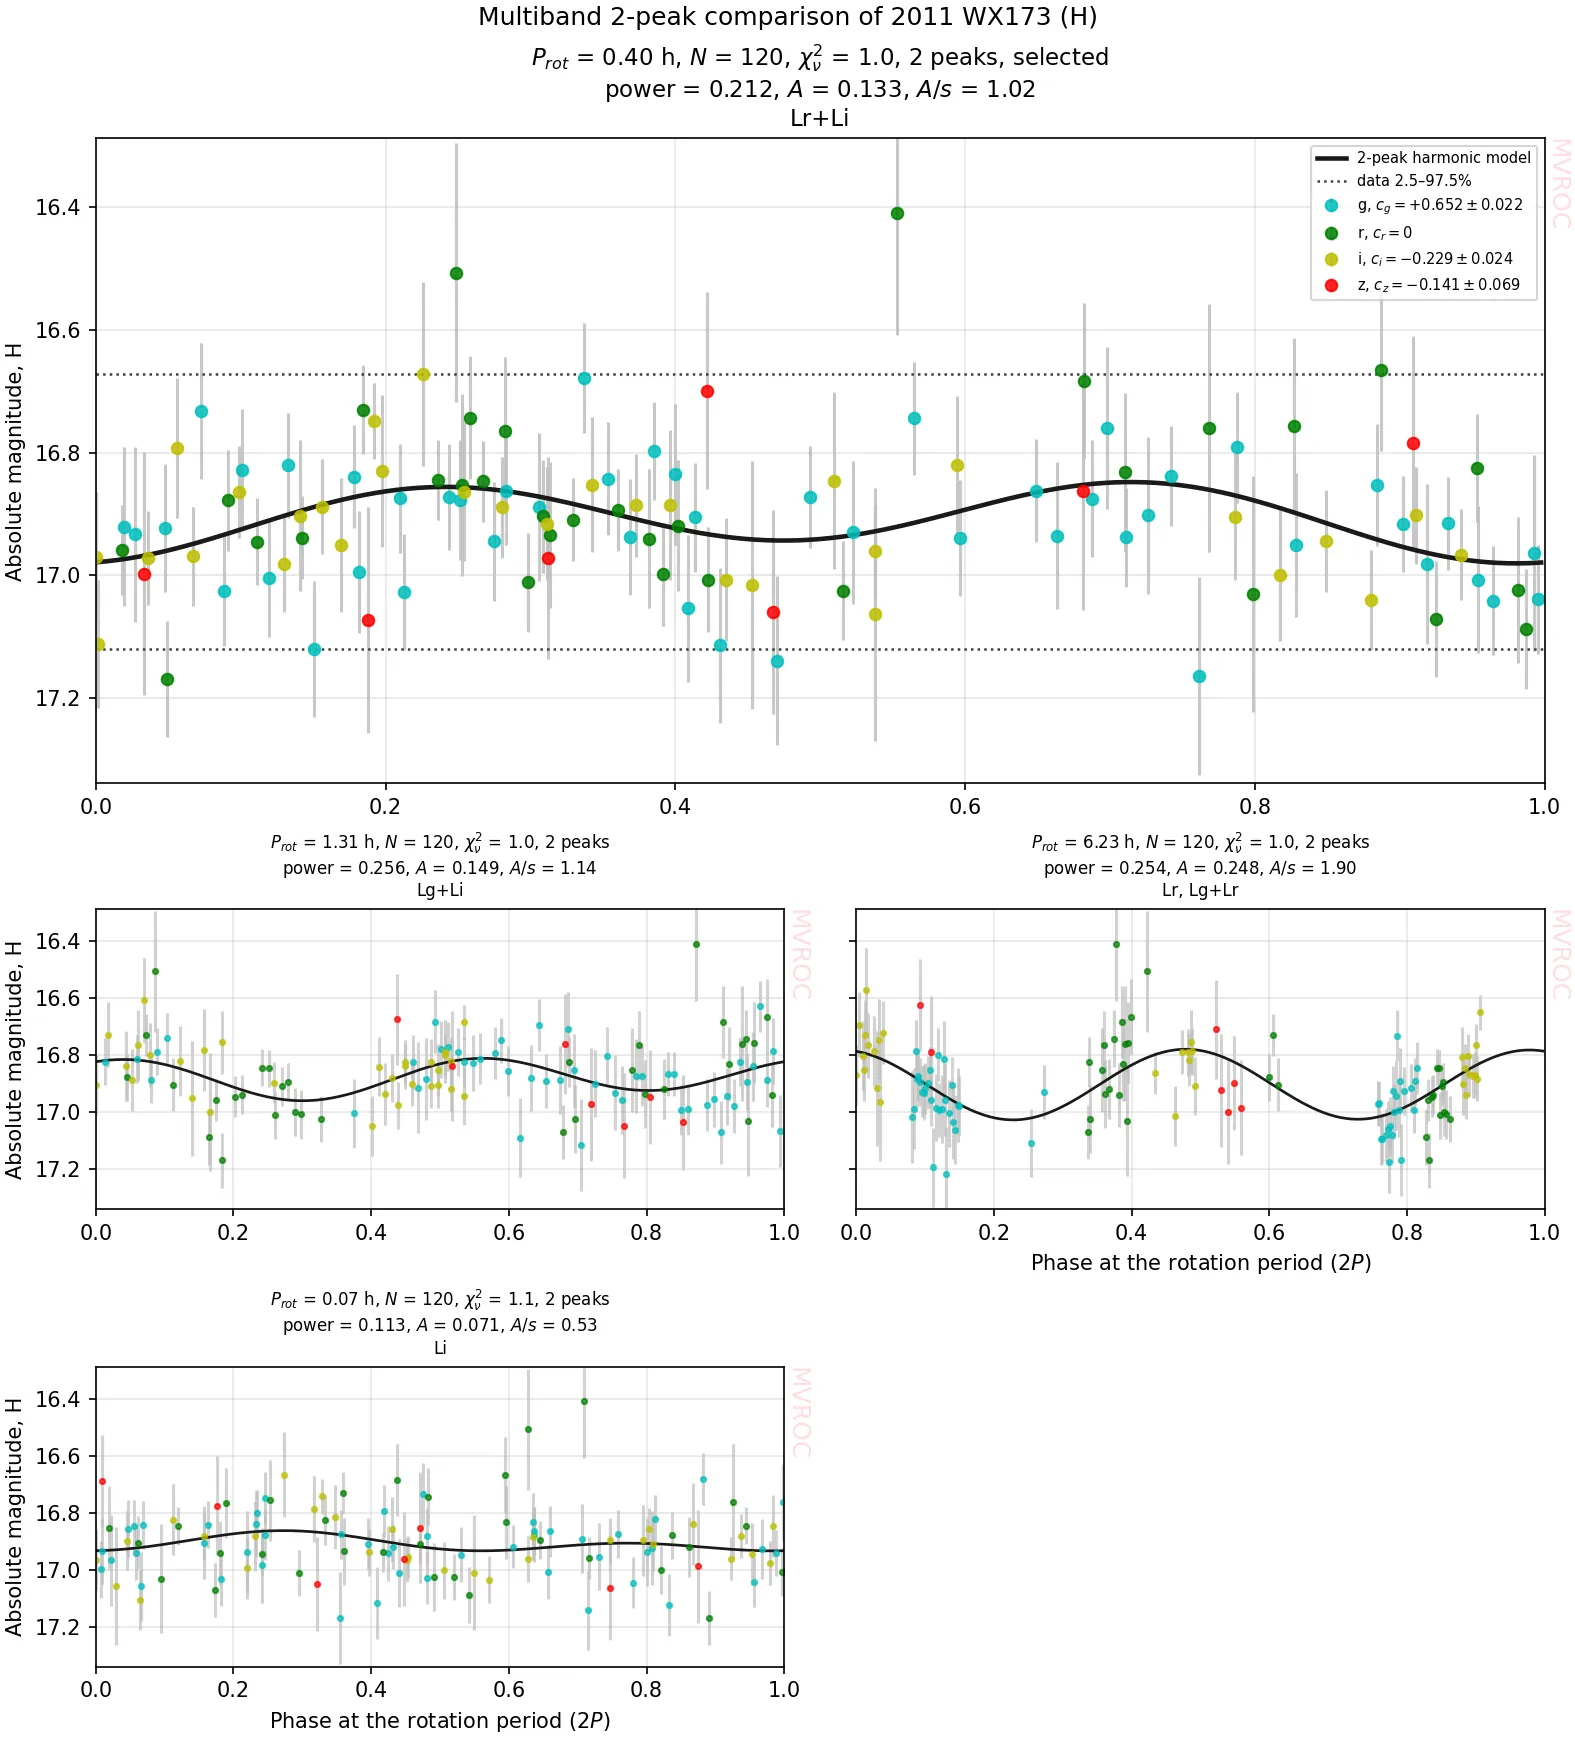 Multiband 2-peak comparison of 2011 WX173 (H)
P_rot = 0.40 h, N = 120, χ²_ν = 1.0, 2 peaks, selected
power = 0.212, A = 0.133, A/s = 1.02
Lr+Li
MVROC
2-peak harmonic model
data 2.5–97.5%
g, c_g = +0.652 ± 0.022
r, c_r = 0
i, c_i = −0.229 ± 0.024
z, c_z = −0.141 ± 0.069
Absolute magnitude, H
16.4
16.6
16.8
17.0
17.2
0.0 0.2 0.4 0.6 0.8 1.0
P_rot = 1.31 h, N = 120, χ²_ν = 1.0, 2 peaks
power = 0.256, A = 0.149, A/s = 1.14
Lg+Li
MVROC
Absolute magnitude, H
16.4
16.6
16.8
17.0
17.2
0.0 0.2 0.4 0.6 0.8 1.0
P_rot = 6.23 h, N = 120, χ²_ν = 1.0, 2 peaks
power = 0.254, A = 0.248, A/s = 1.90
Lr, Lg+Lr
MVROC
0.0 0.2 0.4 0.6 0.8 1.0
Phase at the rotation period (2P)
P_rot = 0.07 h, N = 120, χ²_ν = 1.1, 2 peaks
power = 0.113, A = 0.071, A/s = 0.53
Li
MVROC
Absolute magnitude, H
16.4
16.6
16.8
17.0
17.2
0.0 0.2 0.4 0.6 0.8 1.0
Phase at the rotation period (2P)